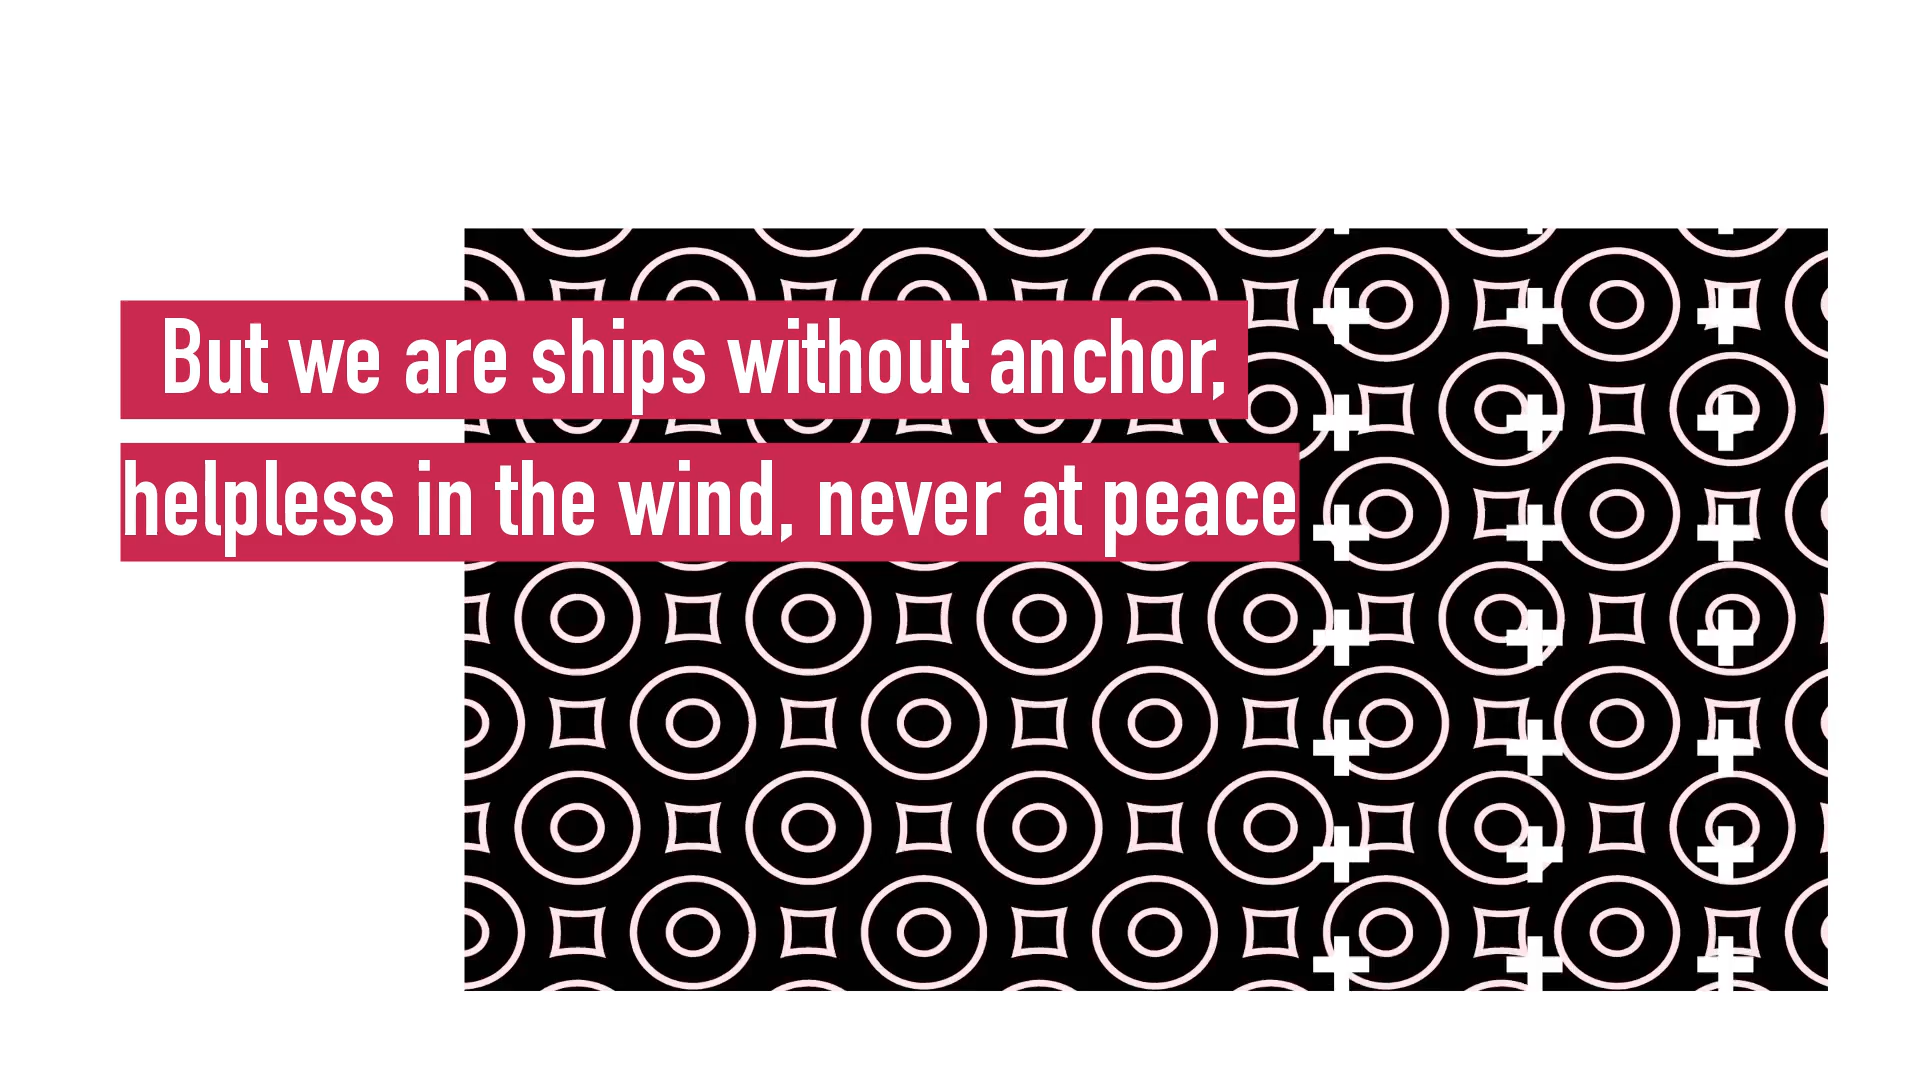 But we are ships without anchor,
helpless in the wind, never at peace